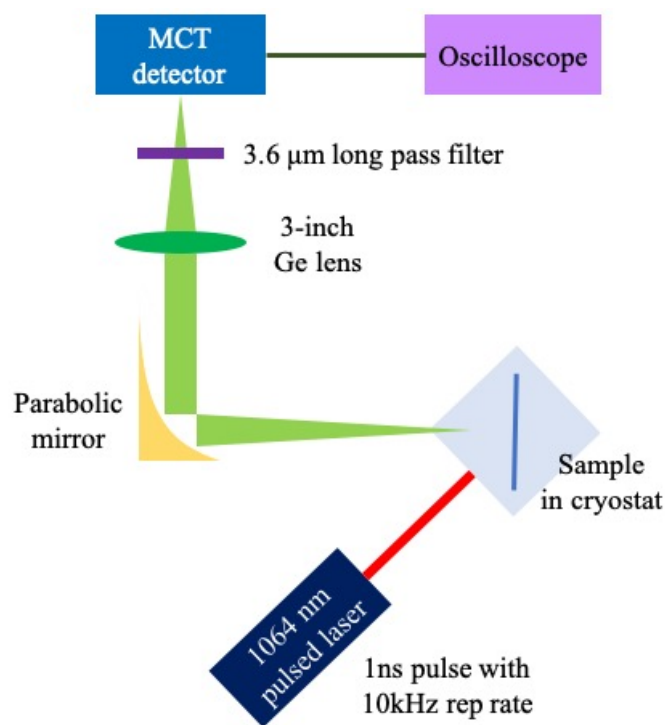 MCT
detector
Oscilloscope
3.6 μm long pass filter
3-inch
Ge lens
Parabolic
mirror
Sample
in cryostat
1064 nm
pulsed laser
1ns pulse with
10kHz rep rate